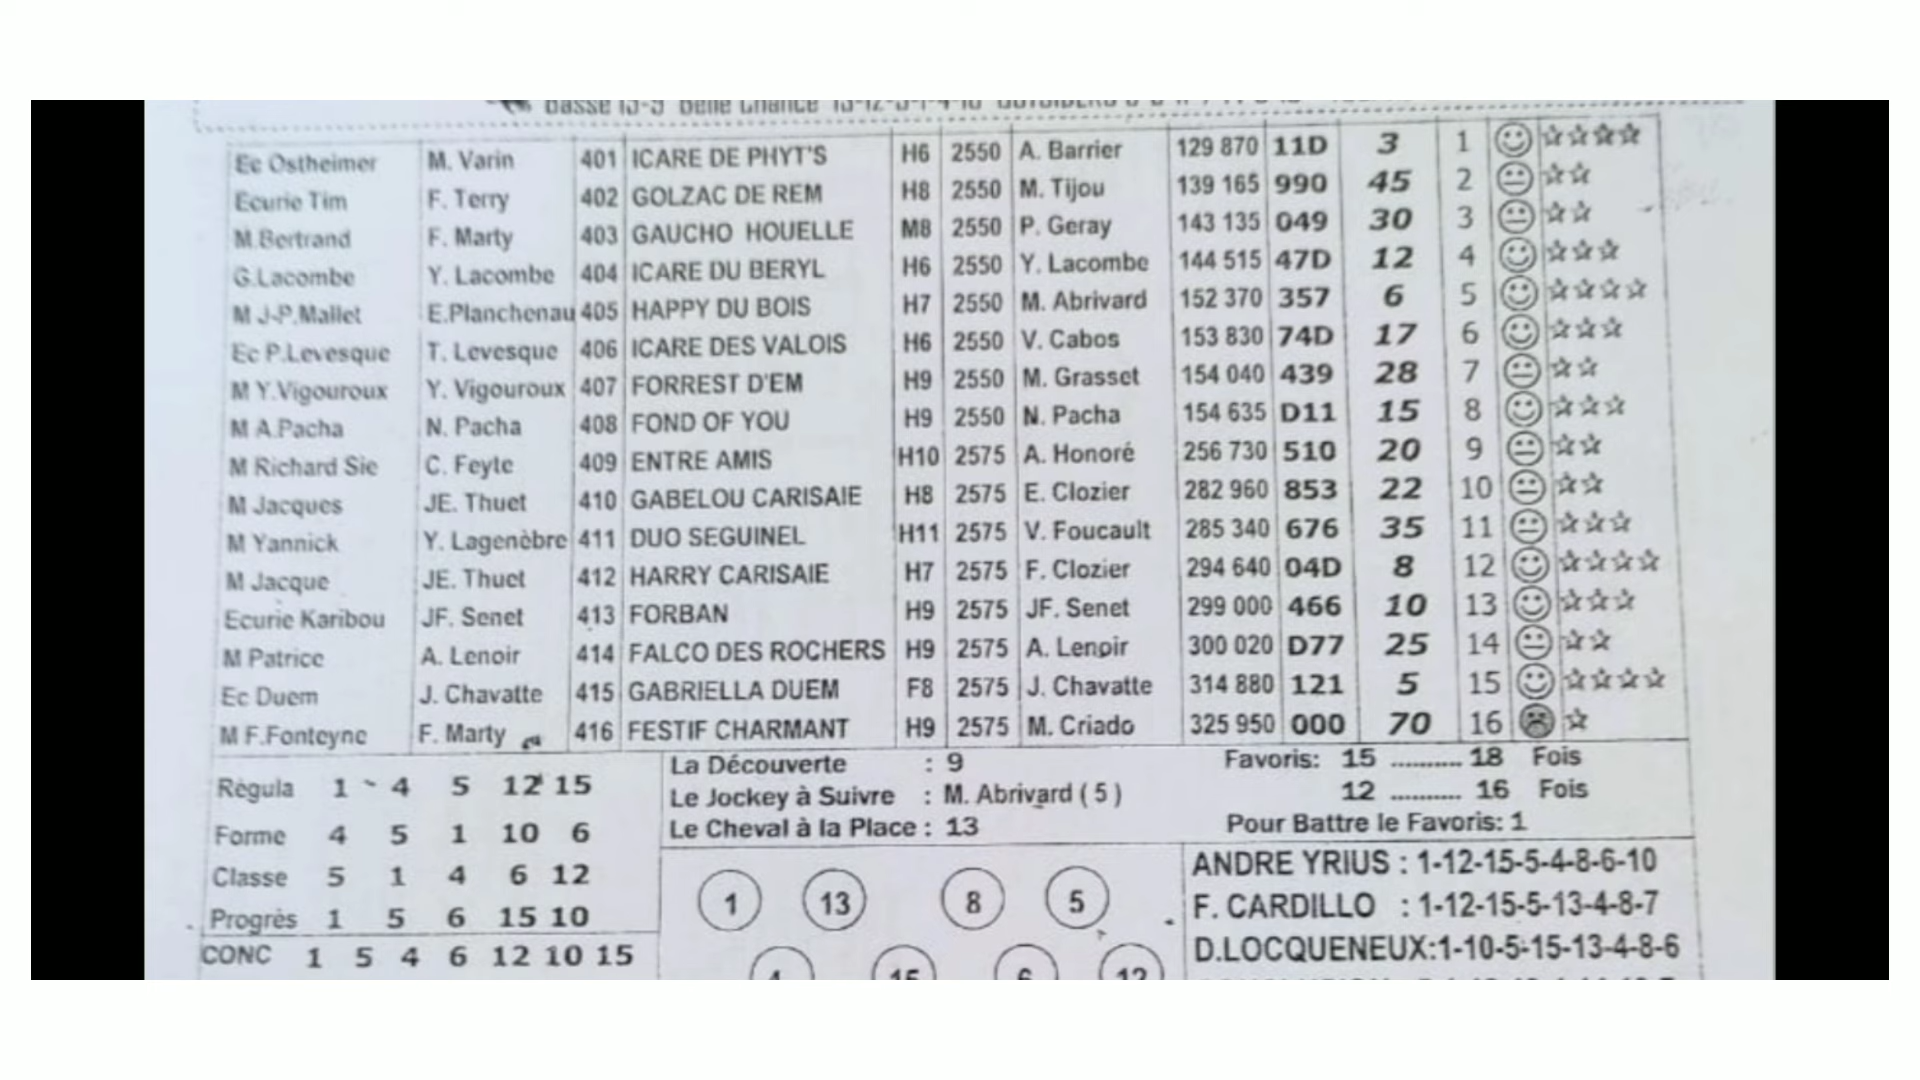 Basse 15-5 Belle Chance 15-12-5-1-4-10 OUTSIDERS
Ec Ostheimer M. Varin 401 ICARE DE PHYT'S H6 2550 A. Barrier 129 870 11D 3 1 ☆☆☆☆
Ecurie Tim F. Terry 402 GOLZAC DE REM H8 2550 M. Tijou 139 165 990 45 2 ☆☆
M.Bertrand F. Marty 403 GAUCHO HOUELLE M8 2550 P. Geray 143 135 049 30 3 ☆☆
G.Lacombe Y. Lacombe 404 ICARE DU BERYL H6 2550 Y. Lacombe 144 515 47D 12 4 ☆☆☆
M J-P.Mallet E.Planchenau 405 HAPPY DU BOIS H7 2550 M. Abrivard 152 370 357 6 5 ☆☆☆☆
Ec P.Levesque T. Levesque 406 ICARE DES VALOIS H6 2550 V. Cabos 153 830 74D 17 6 ☆☆☆
M Y.Vigouroux Y. Vigouroux 407 FORREST D'EM H9 2550 M. Grasset 154 040 439 28 7 ☆☆
M A.Pacha N. Pacha 408 FOND OF YOU H9 2550 N. Pacha 154 635 D11 15 8 ☆☆☆
M Richard Sie C. Feyte 409 ENTRE AMIS H10 2575 A. Honoré 256 730 510 20 9 ☆☆
M Jacques JE. Thuet 410 GABELOU CARISAIE H8 2575 E. Clozier 282 960 853 22 10 ☆☆
M Yannick Y. Lagenèbre 411 DUO SEGUINEL H11 2575 V. Foucault 285 340 676 35 11 ☆☆☆
M Jacque JE. Thuet 412 HARRY CARISAIE H7 2575 F. Clozier 294 640 04D 8 12 ☆☆☆☆
Ecurie Karibou JF. Senet 413 FORBAN H9 2575 JF. Senet 299 000 466 10 13 ☆☆☆
M Patrice A. Lenoir 414 FALCO DES ROCHERS H9 2575 A. Lenoir 300 020 D77 25 14 ☆☆
Ec Duem J. Chavatte 415 GABRIELLA DUEM F8 2575 J. Chavatte 314 880 121 5 15 ☆☆☆☆
M F.Fonteyne F. Marty 416 FESTIF CHARMANT H9 2575 M. Criado 325 950 000 70 16 ☆
Règula 1 4 5 12 15
Forme 4 5 1 10 6
Classe 5 1 4 6 12
Progrès 1 5 6 15 10
CONC 1 5 4 6 12 10 15
La Découverte : 9
Le Jockey à Suivre : M. Abrivard ( 5 )
Le Cheval à la Place : 13
Favoris: 15 .......... 18 Fois
12 .......... 16 Fois
Pour Battre le Favoris: 1
1 13 8 5
4 15 6 12
ANDRE YRIUS : 1-12-15-5-4-8-6-10
F. CARDILLO : 1-12-15-5-13-4-8-7
D.LOCQUENEUX:1-10-5-15-13-4-8-6